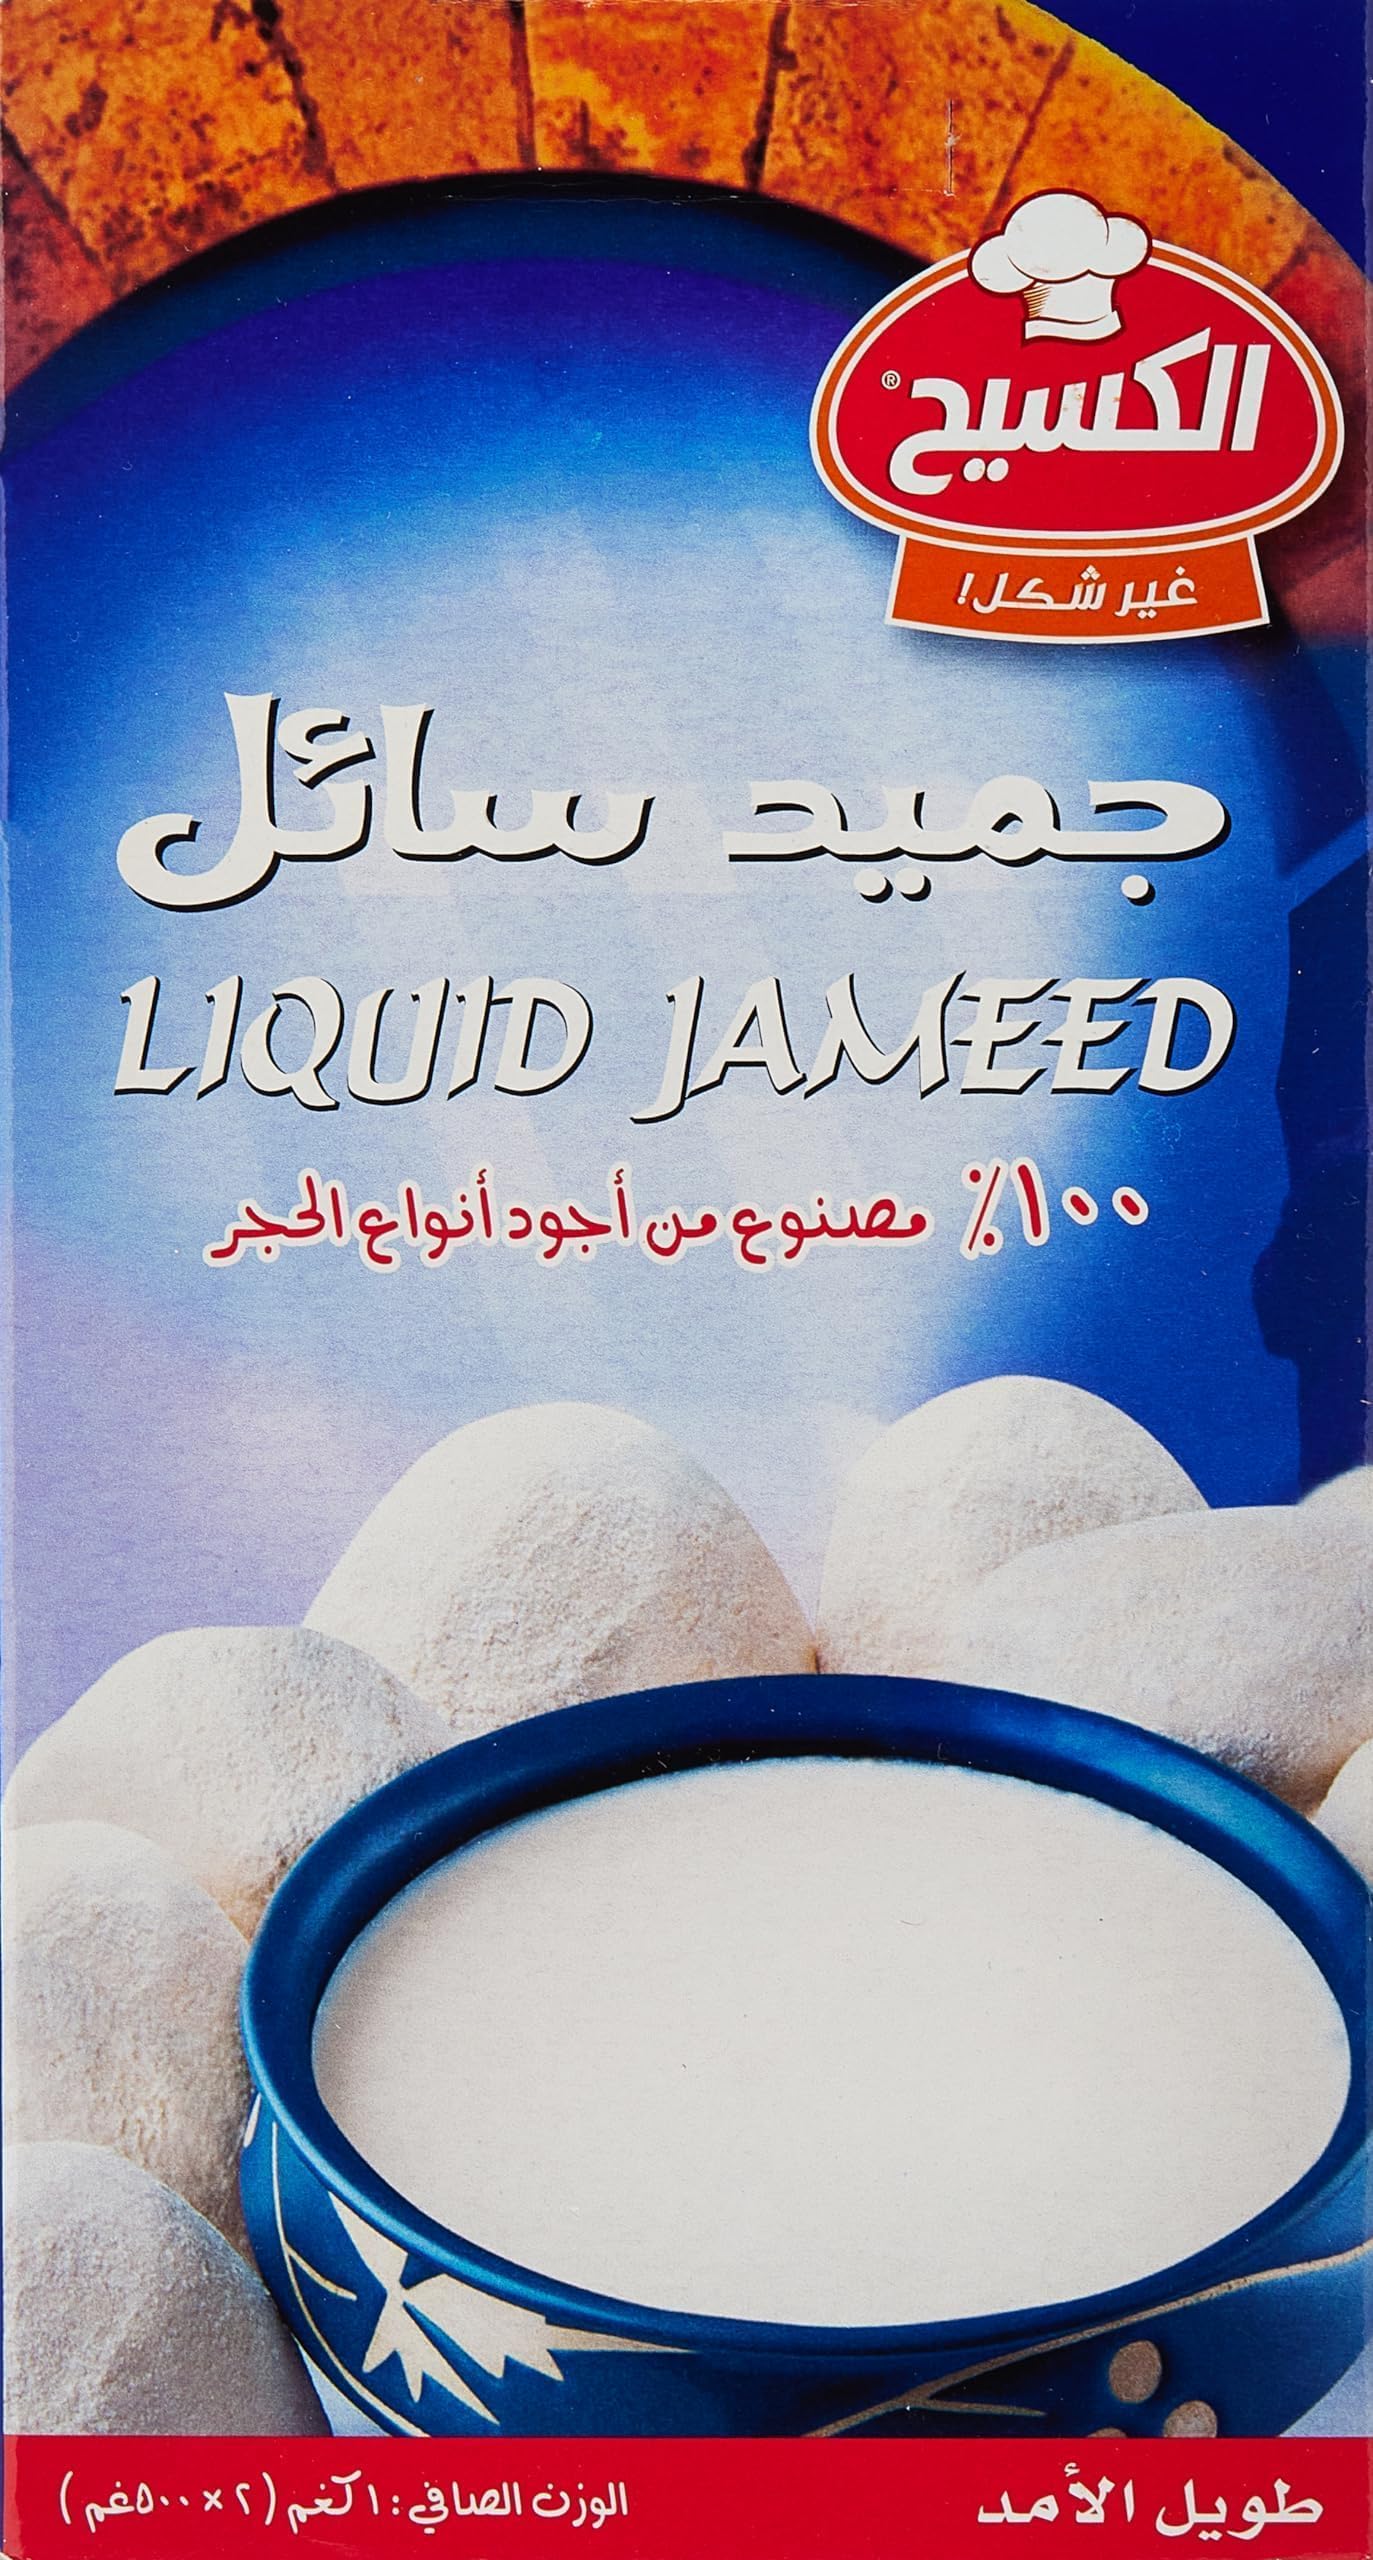 الكسيح®
غير شكل!
جميد سائل
LIQUID JAMEED
١٠٠٪ مصنوع من أجود أنواع الحجر
طويل الأمد
الوزن الصافي: ١ كغم (٢ × ٥٠٠غم)